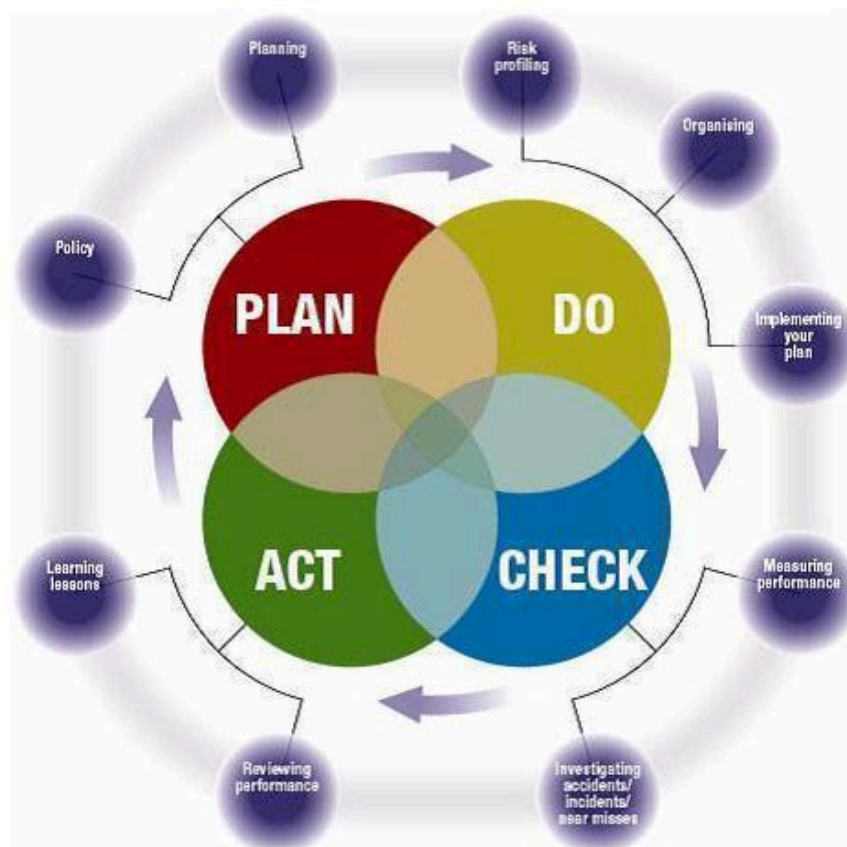 Planning
Risk
profiling
Organising
Policy
PLAN
DO
Implementing
your
plan
ACT
CHECK
Learning
lessons
Measuring
performance
Reviewing
performance
Investigating
accidents/
incidents/
near misses